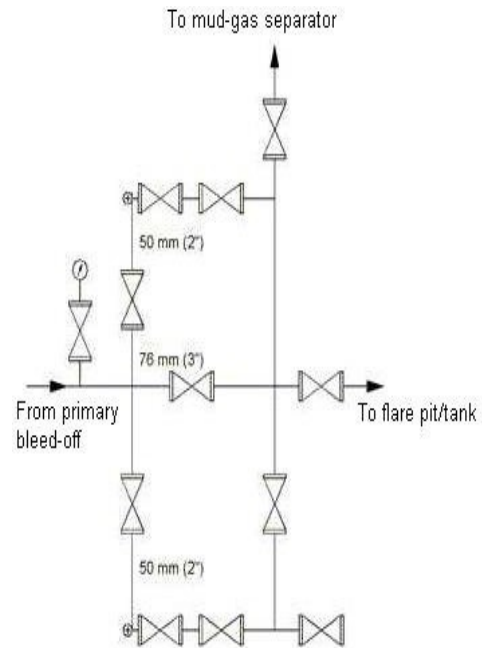 To mud-gas separator
50 mm (2")
76 mm (3")
From primary
bleed-off
To flare pit/tank
50 mm (2")